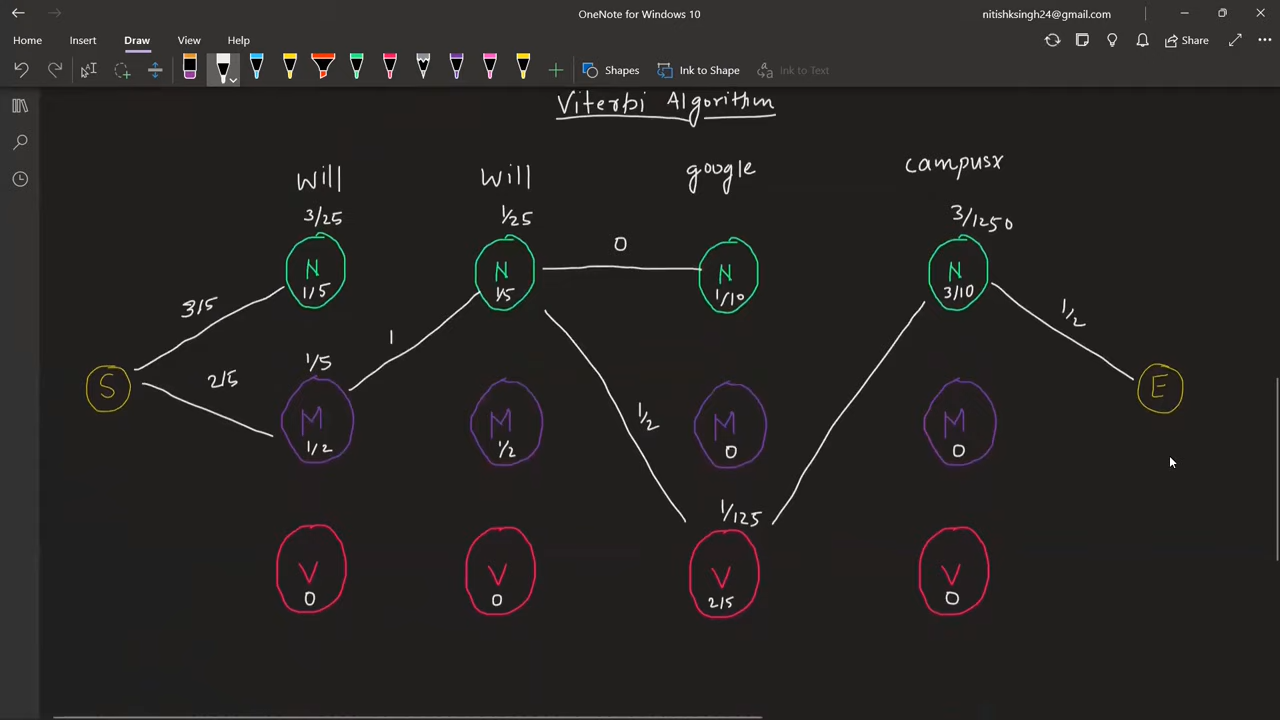 OneNote for Windows 10
nitishksingh24@gmail.com
Home Insert Draw View Help
Share
Shapes Ink to Shape Ink to Text
Viterbi Algorithm
Will Will google campusx
3/25 1/25 3/1250
0
N N N N
1/5 1/5 1/10 3/10
3/5 1/2
1
1/5
2/5
S E
1/2
M M M M
1/2 1/2 0 0
1/125
V V V V
0 0 2/5 0